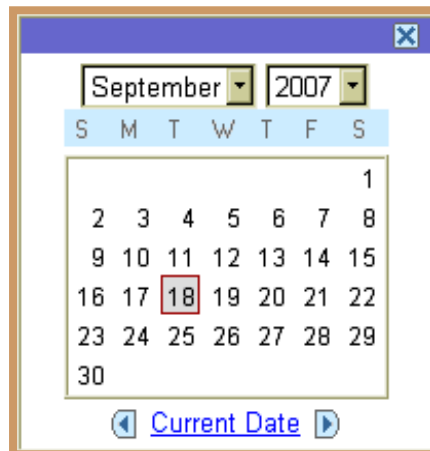 September 2007
S M T W T F S
1
2 3 4 5 6 7 8
9 10 11 12 13 14 15
16 17 18 19 20 21 22
23 24 25 26 27 28 29
30
Current Date